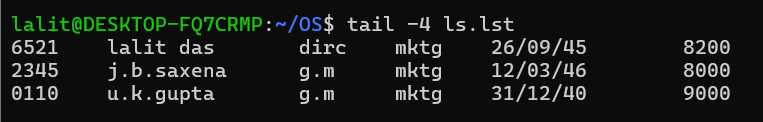 lalit@DESKTOP-FQ7CRMP:~/OS$ tail -4 ls.lst
6521    lalit das       dirc    mktg    26/09/45        8200
2345    j.b.saxena      g.m     mktg    12/03/46        8000
0110    u.k.gupta       g.m     mktg    31/12/40        9000